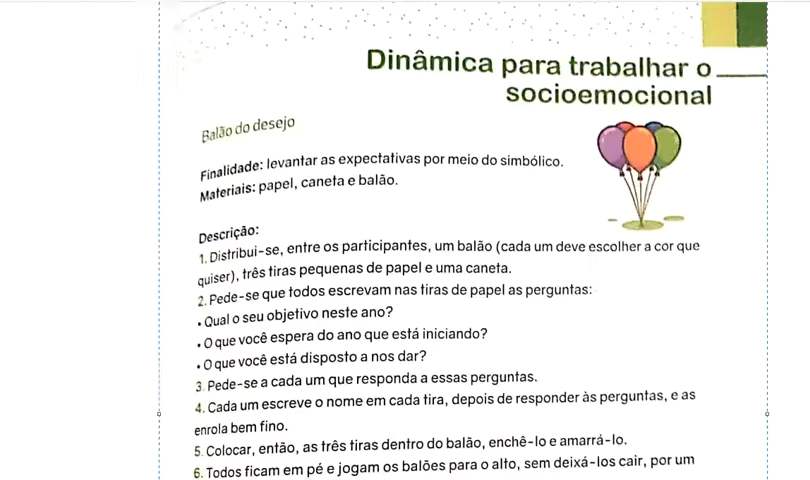 Dinâmica para trabalhar o
socioemocional
Balão do desejo
Finalidade: levantar as expectativas por meio do simbólico.
Materiais: papel, caneta e balão.
Descrição:
1. Distribui-se, entre os participantes, um balão (cada um deve escolher a cor que
quiser), três tiras pequenas de papel e uma caneta.
2. Pede-se que todos escrevam nas tiras de papel as perguntas:
• Qual o seu objetivo neste ano?
• O que você espera do ano que está iniciando?
• O que você está disposto a nos dar?
3. Pede-se a cada um que responda a essas perguntas.
4. Cada um escreve o nome em cada tira, depois de responder às perguntas, e as
enrola bem fino.
5. Colocar, então, as três tiras dentro do balão, enchê-lo e amarrá-lo.
6. Todos ficam em pé e jogam os balões para o alto, sem deixá-los cair, por um